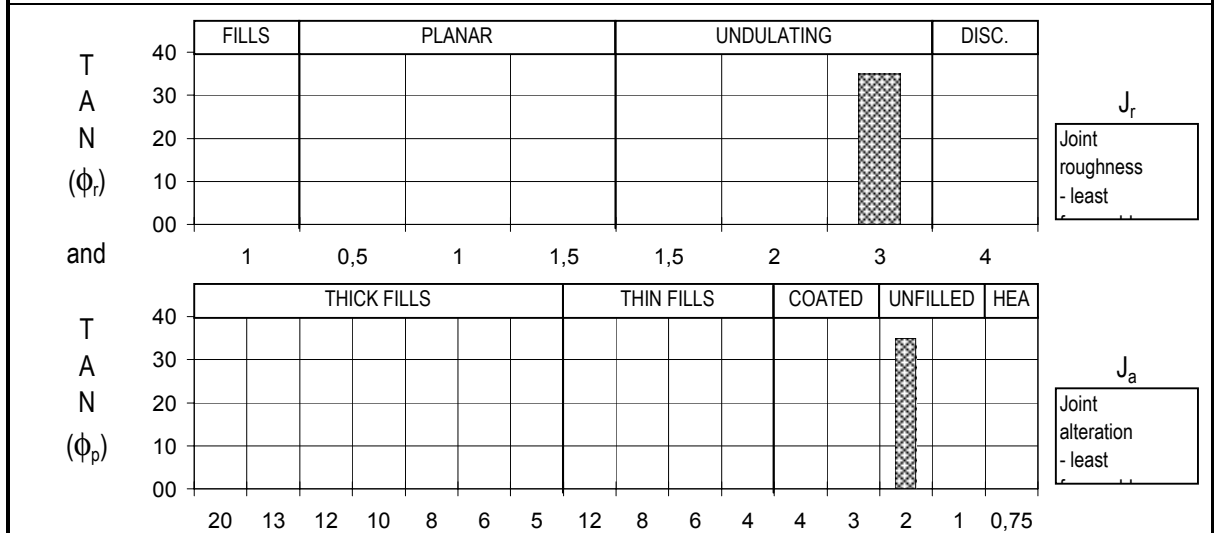 FILLS PLANAR UNDULATING DISC.
T
A
N
(ϕr)
40
30
20
10
00
Jr
Joint
roughness
- least
1 0,5 1 1,5 1,5 2 3 4
and
THICK FILLS THIN FILLS COATED UNFILLED HEA
T
A
N
(ϕp)
40
30
20
10
00
Ja
Joint
alteration
- least
20 13 12 10 8 6 5 12 8 6 4 4 3 2 1 0,75